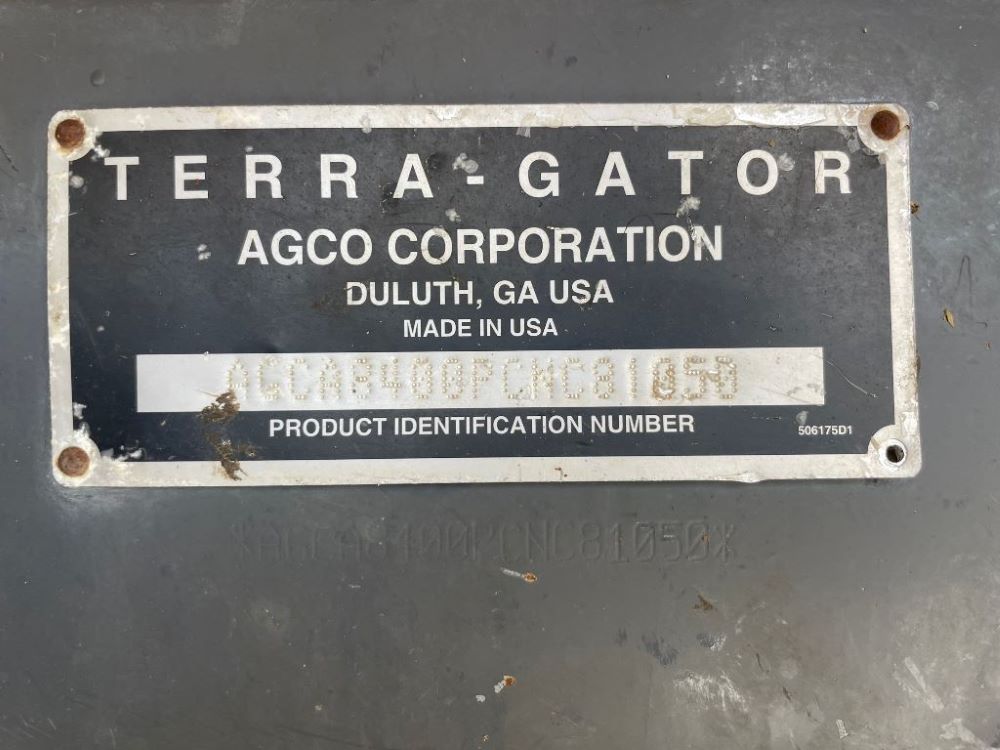 TERRA-GATOR
AGCO CORPORATION
DULUTH, GA USA
MADE IN USA
AGCA8400PCNC81050
PRODUCT IDENTIFICATION NUMBER
506175D1
*AGCA8400PCNC81050*